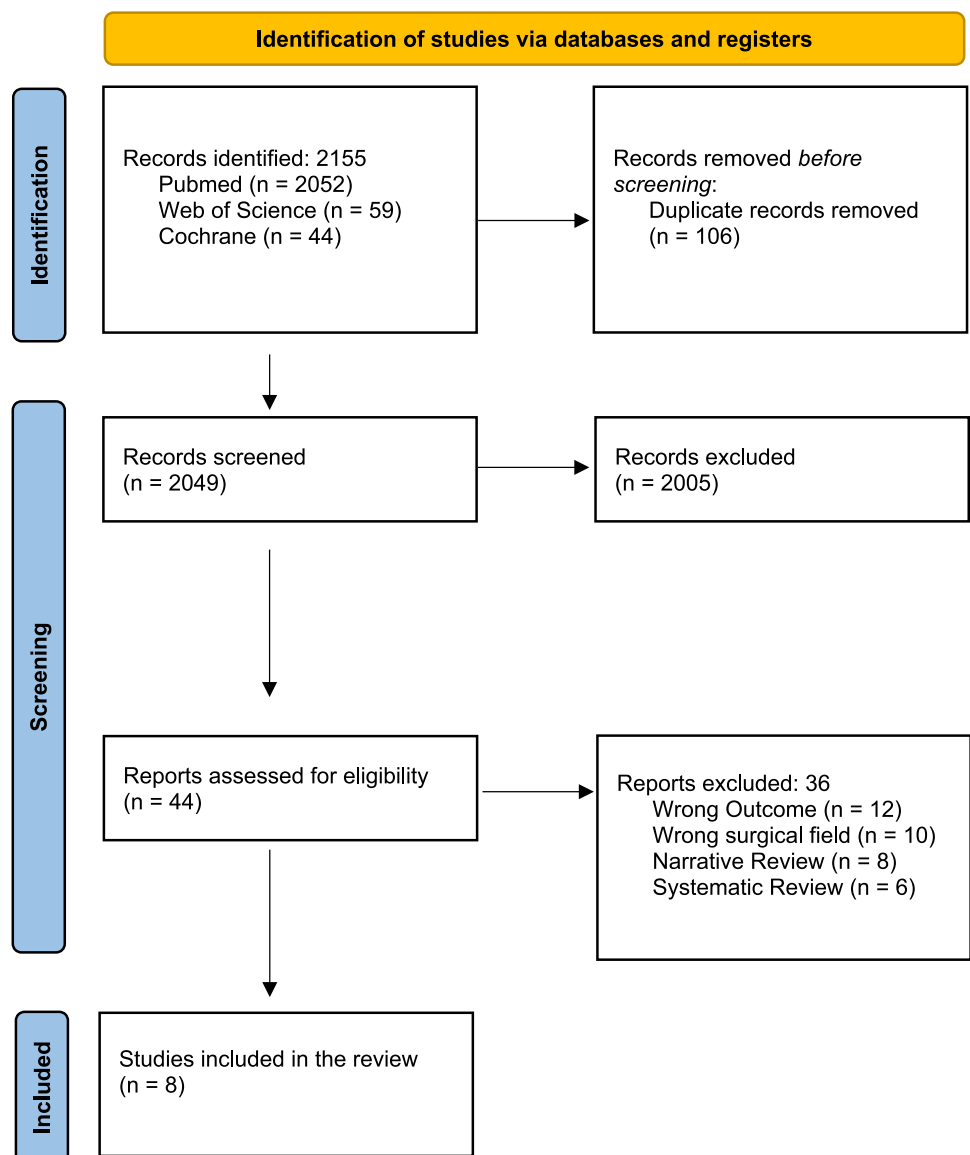 Identification of studies via databases and registers
Identification
Records identified: 2155
Pubmed (n = 2052)
Web of Science (n = 59)
Cochrane (n = 44)
Records removed before
screening:
Duplicate records removed
(n = 106)
Screening
Records screened
(n = 2049)
Records excluded
(n = 2005)
Reports assessed for eligibility
(n = 44)
Reports excluded: 36
Wrong Outcome (n = 12)
Wrong surgical field (n = 10)
Narrative Review (n = 8)
Systematic Review (n = 6)
Included
Studies included in the review
(n = 8)